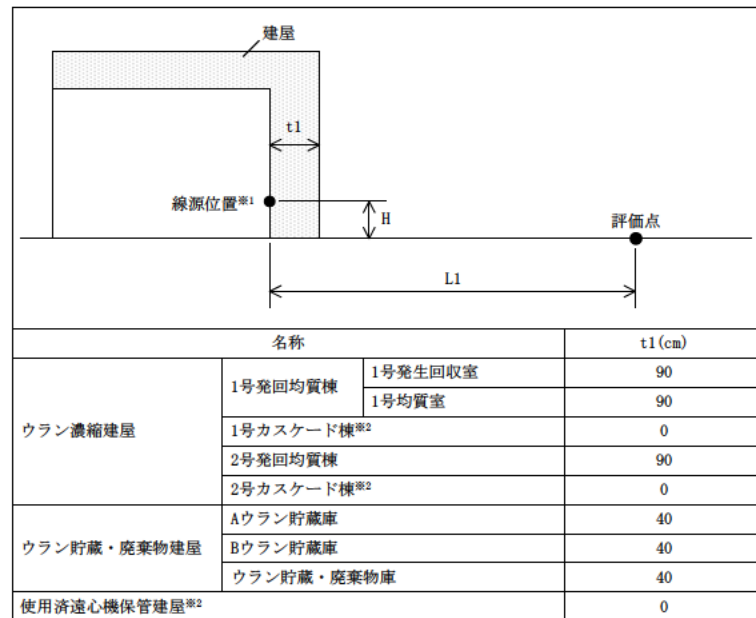 建屋
t1
線源位置※1
H
評価点
L1
名称 t1(cm)
ウラン濃縮建屋 1号発回均質棟 1号発生回収室 90
1号均質室 90
1号カスケード棟※2 0
2号発回均質棟 90
2号カスケード棟※2 0
ウラン貯蔵・廃棄物建屋 Aウラン貯蔵庫 40
Bウラン貯蔵庫 40
ウラン貯蔵・廃棄物庫 40
使用済遠心機保管建屋※2 0